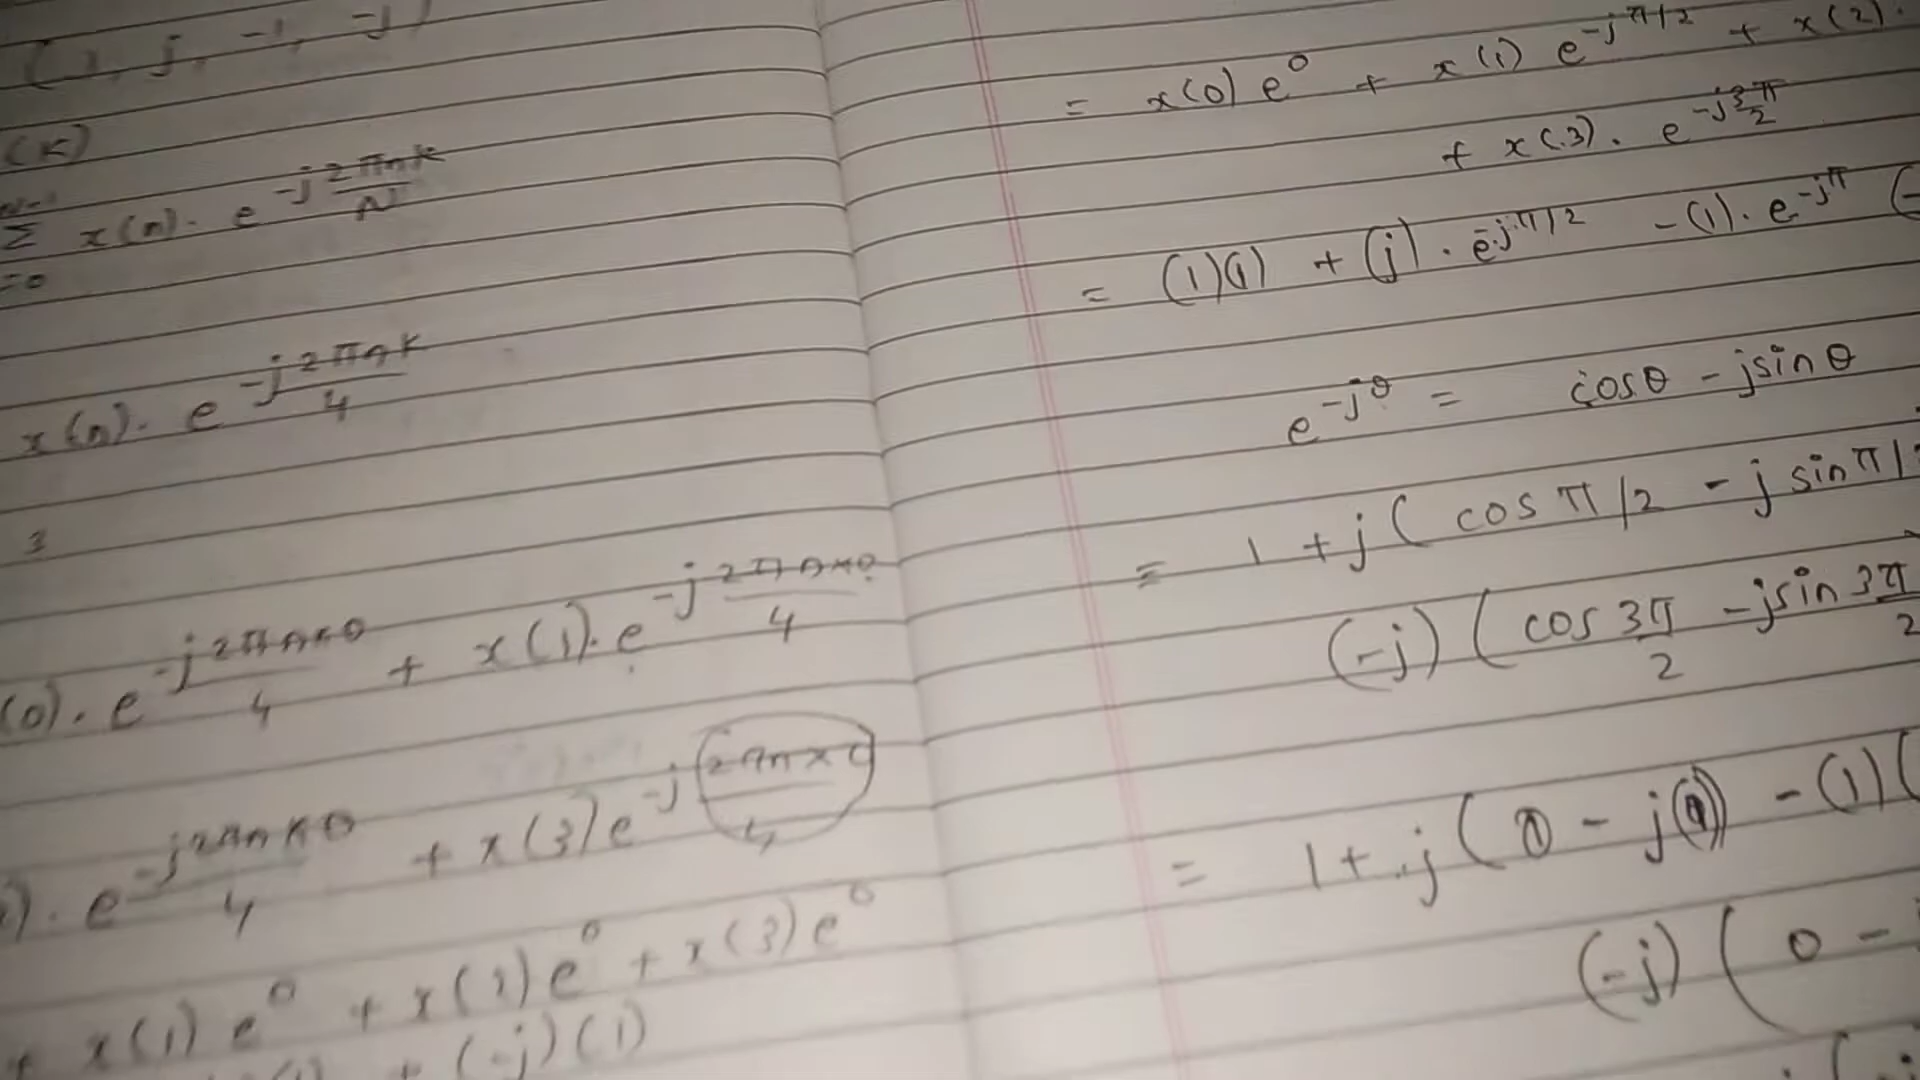 (1, j, -1, -j)
(K)
N-1
Σ x(n). e^{-j 2πnk/N}
=0
x(n). e^{-j 2πnk/4}
3
(0). e^{-j 2πn×0/4} + x(1). e^{-j 2πn×0/4}
). e^{-j 2πn×0/4} + x(3) e^{-j 2πn×0/4}
+ x(1) e^0 + x(2) e^0 + x(3) e^0
+ (-j)(1)
= x(0) e^0 + x(1) e^{-jπ/2} + x(2).
+ x(3). e^{-j 3π/2}
= (1)(1) + (j). e^{-jπ/2} - (1). e^{-jπ} (-
e^{-jθ} = cosθ - jsinθ
= 1 + j( cos π/2 - j sin π/2
(-j) ( cos 3π/2 - jsin 3π/2
= 1 + j ( 0 - j(1)) - (1)(
(-j) ( 0 -